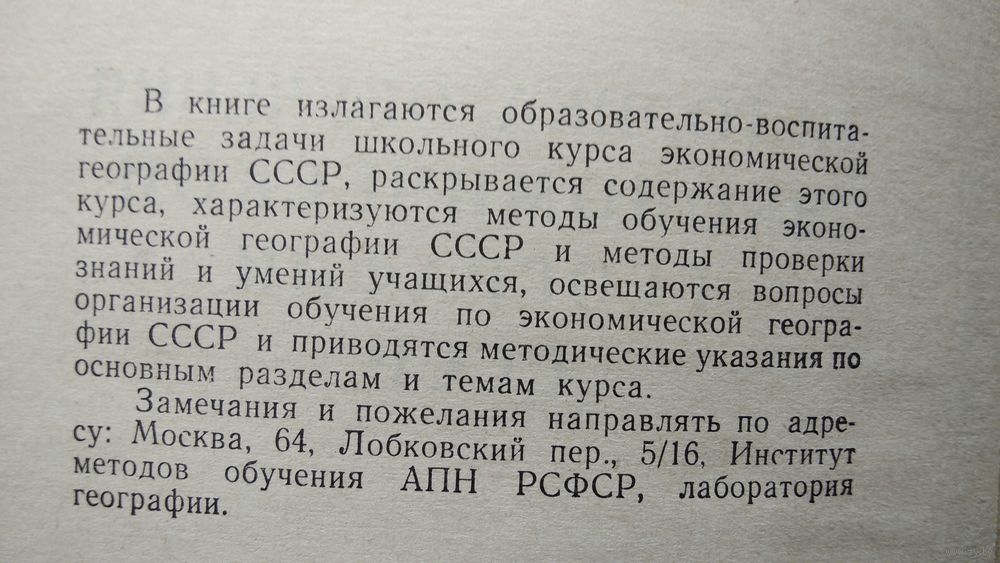 В книге излагаются образовательно-воспита-
тельные задачи школьного курса экономической
географии СССР, раскрывается содержание этого
курса, характеризуются методы обучения эконо-
мической географии СССР и методы проверки
знаний и умений учащихся, освещаются вопросы
организации обучения по экономической геогра-
фии СССР и приводятся методические указания по
основным разделам и темам курса.
Замечания и пожелания направлять по адре-
су: Москва, 64, Лобковский пер., 5/16, Институт
методов обучения АПН РСФСР, лаборатория
географии.